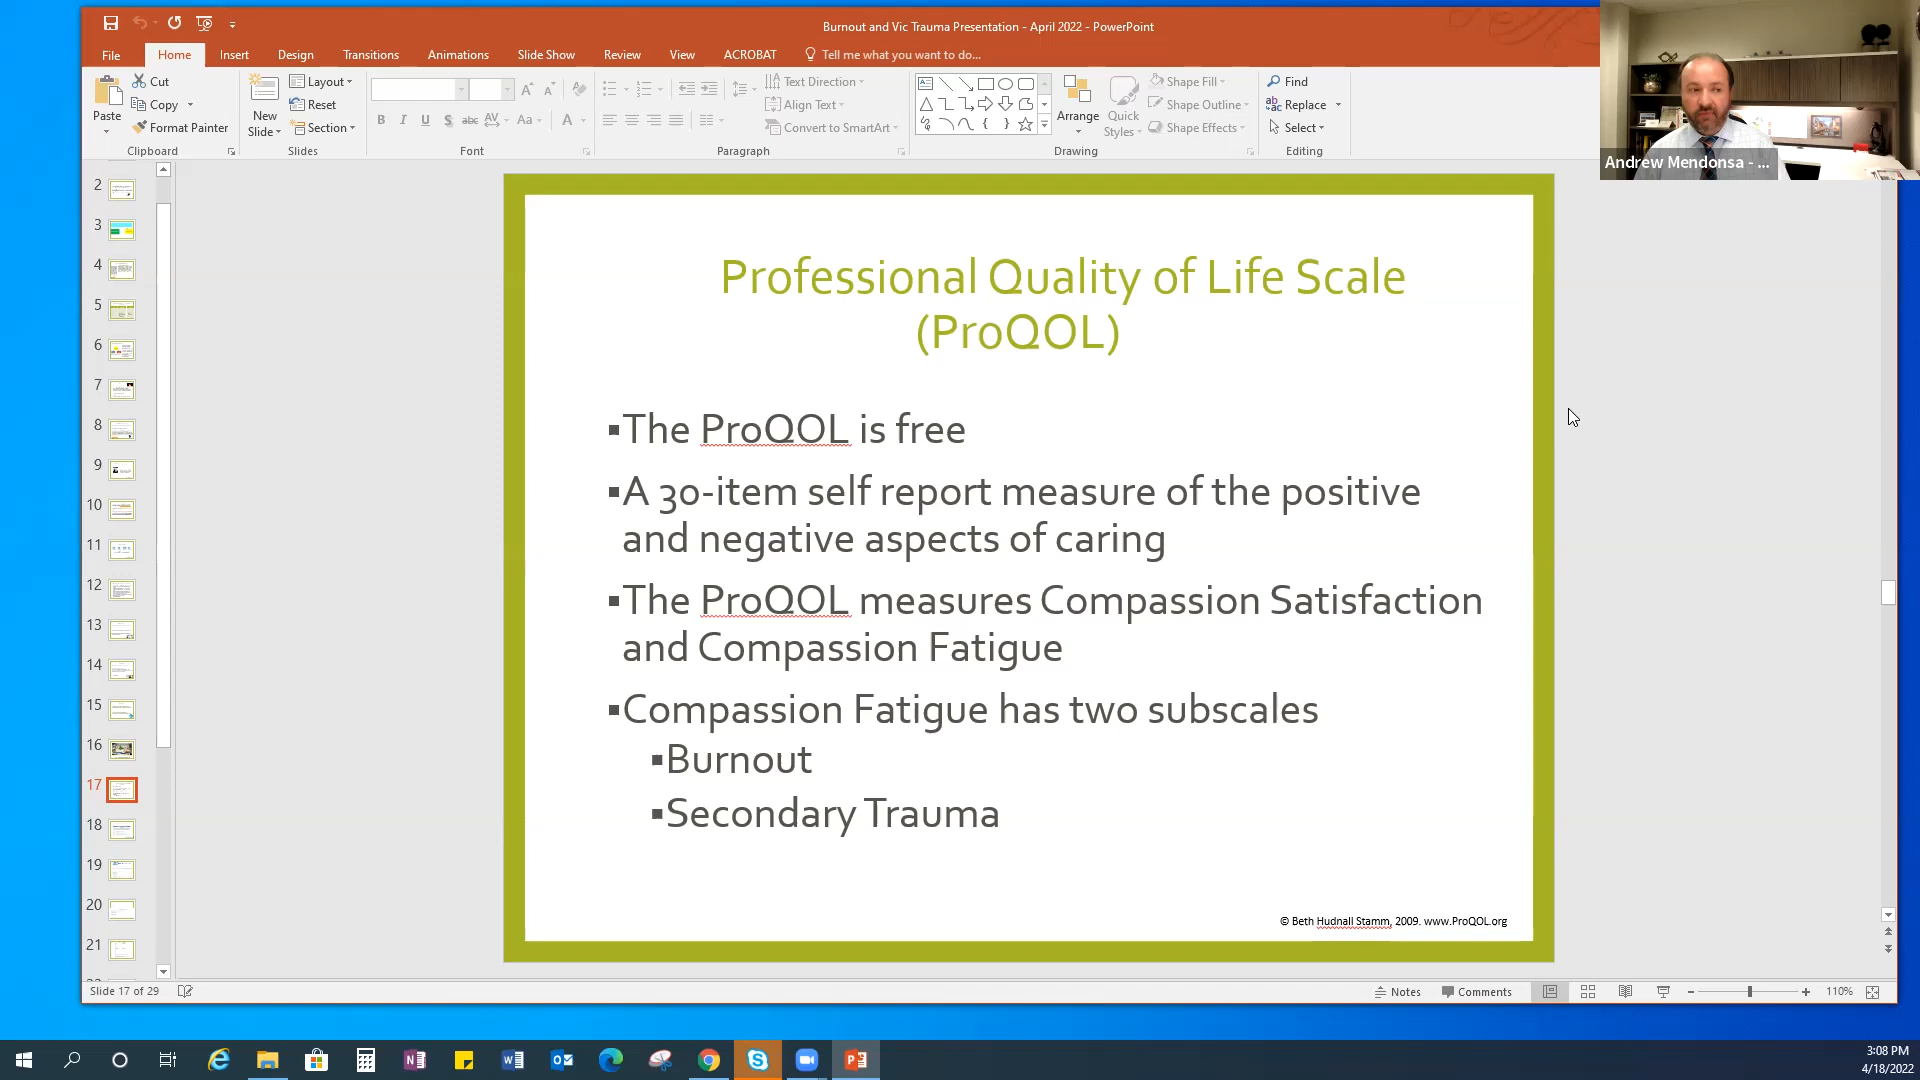 Burnout and Vic Trauma Presentation - April 2022 - PowerPoint
File Home Insert Design Transitions Animations Slide Show Review View ACROBAT Tell me what you want to do...
Paste
Cut
Copy
Format Painter
Clipboard
New
Slide
Layout
Reset
Section
Slides
B I U S abc AV Aa A
Font
Text Direction
Align Text
Convert to SmartArt
Paragraph
Arrange
Quick
Styles
Shape Fill
Shape Outline
Shape Effects
Drawing
Find
Replace
Select
Editing
Andrew Mendonsa - ...
2
3
4
5
6
7
8
9
10
11
12
13
14
15
16
17
18
19
20
21
Professional Quality of Life Scale
(ProQOL)
▪The ProQOL is free
▪A 30-item self report measure of the positive
and negative aspects of caring
▪The ProQOL measures Compassion Satisfaction
and Compassion Fatigue
▪Compassion Fatigue has two subscales
▪Burnout
▪Secondary Trauma
© Beth Hudnall Stamm, 2009. www.ProQOL.org
Slide 17 of 29
Notes Comments 110%
3:08 PM
4/18/2022